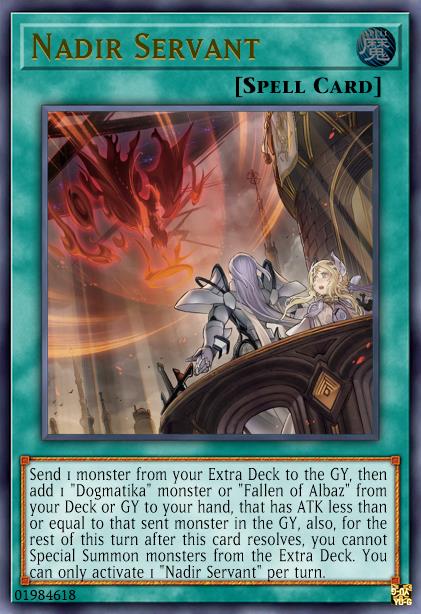 Nadir Servant
魔
[Spell Card]
Send 1 monster from your Extra Deck to the GY, then
add 1 "Dogmatika" monster or "Fallen of Albaz" from
your Deck or GY to your hand, that has ATK less than
or equal to that sent monster in the GY, also, for the
rest of this turn after this card resolves, you cannot
Special Summon monsters from the Extra Deck. You
can only activate 1 "Nadir Servant" per turn.
01984618